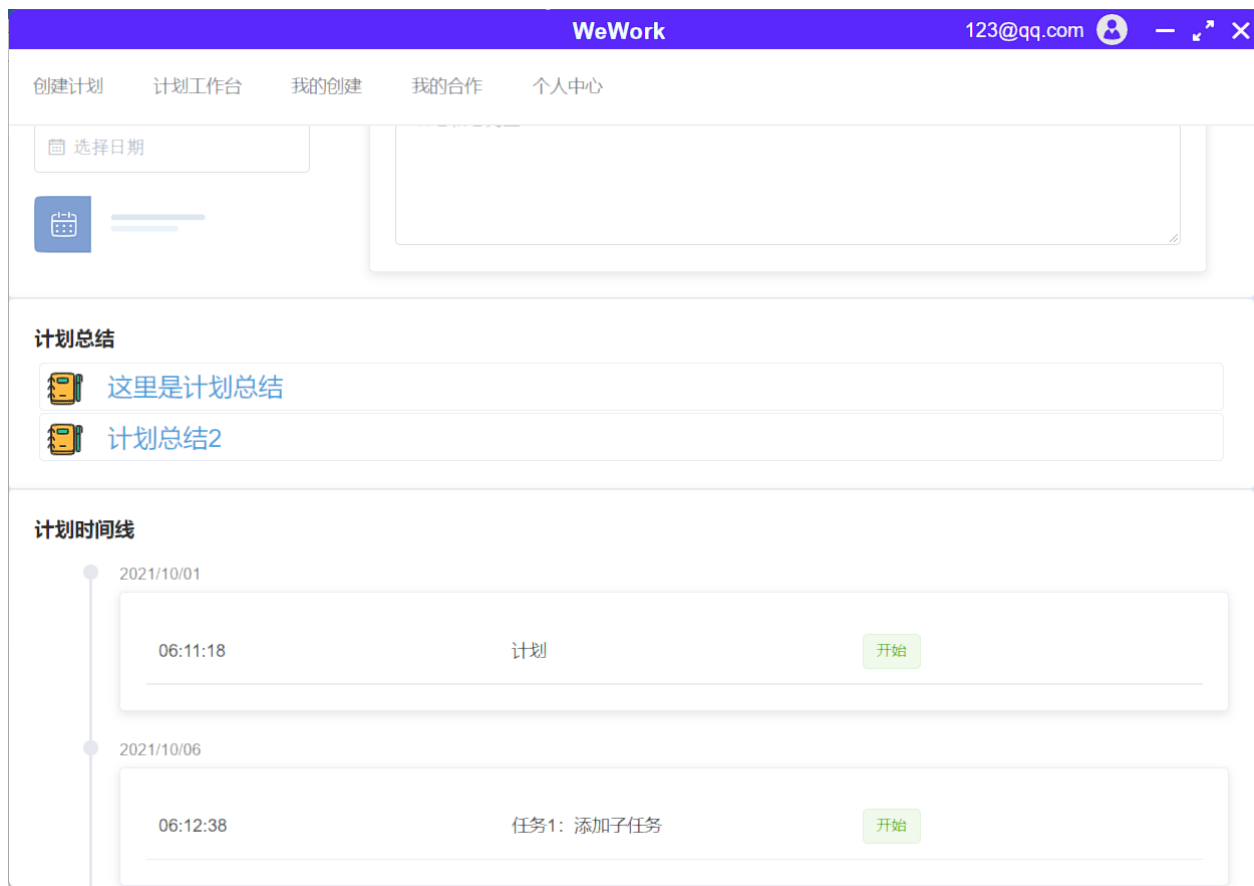 WeWork 123@qq.com
创建计划 计划工作台 我的创建 我的合作 个人中心
选择日期
计划总结
这里是计划总结
计划总结2
计划时间线
2021/10/01
06:11:18 计划 开始
2021/10/06
06:12:38 任务1：添加子任务 开始